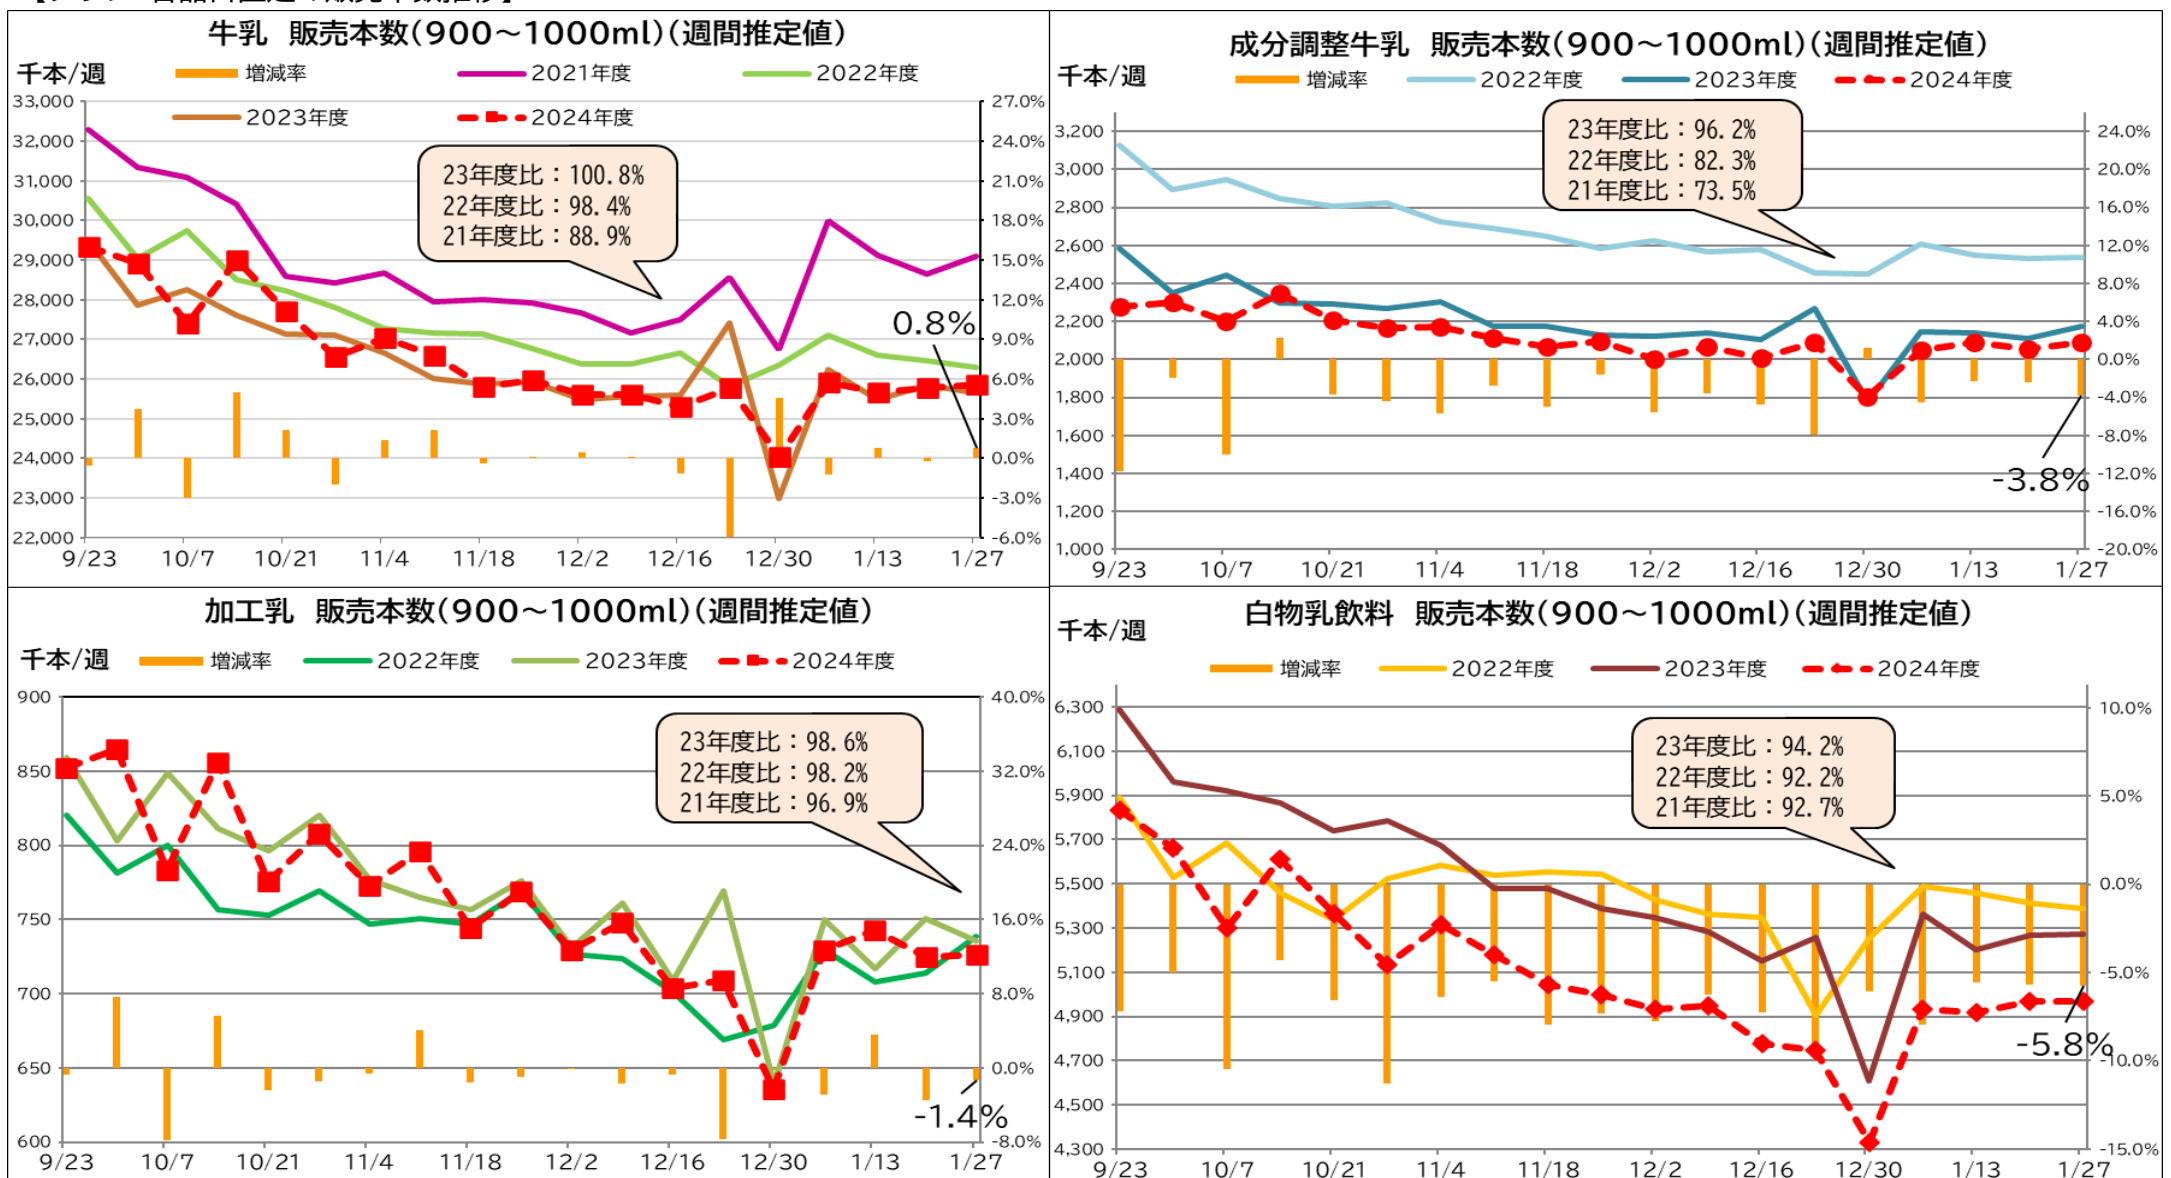 牛乳　販売本数(900～1000ml)(週間推定値)
千本/週
増減率
2021年度
2022年度
2023年度
2024年度
33,000
32,000
31,000
30,000
29,000
28,000
27,000
26,000
25,000
24,000
23,000
22,000
27.0%
24.0%
21.0%
18.0%
15.0%
12.0%
9.0%
6.0%
3.0%
0.0%
-3.0%
-6.0%
23年度比：100.8%
22年度比：98.4%
21年度比：88.9%
0.8%
9/23 10/7 10/21 11/4 11/18 12/2 12/16 12/30 1/13 1/27
成分調整牛乳　販売本数(900～1000ml)(週間推定値)
千本/週
増減率
2022年度
2023年度
2024年度
3,200
3,000
2,800
2,600
2,400
2,200
2,000
1,800
1,600
1,400
1,200
1,000
24.0%
20.0%
16.0%
12.0%
8.0%
4.0%
0.0%
-4.0%
-8.0%
-12.0%
-16.0%
-20.0%
23年度比：96.2%
22年度比：82.3%
21年度比：73.5%
-3.8%
9/23 10/7 10/21 11/4 11/18 12/2 12/16 12/30 1/13 1/27
加工乳　販売本数(900～1000ml)(週間推定値)
千本/週
増減率
2022年度
2023年度
2024年度
900
850
800
750
700
650
600
40.0%
32.0%
24.0%
16.0%
8.0%
0.0%
-8.0%
23年度比：98.6%
22年度比：98.2%
21年度比：96.9%
-1.4%
9/23 10/7 10/21 11/4 11/18 12/2 12/16 12/30 1/13 1/27
白物乳飲料　販売本数(900～1000ml)(週間推定値)
千本/週
増減率
2022年度
2023年度
2024年度
6,300
6,100
5,900
5,700
5,500
5,300
5,100
4,900
4,700
4,500
4,300
10.0%
5.0%
0.0%
-5.0%
-10.0%
-15.0%
23年度比：94.2%
22年度比：92.2%
21年度比：92.7%
-5.8%
9/23 10/7 10/21 11/4 11/18 12/2 12/16 12/30 1/13 1/27